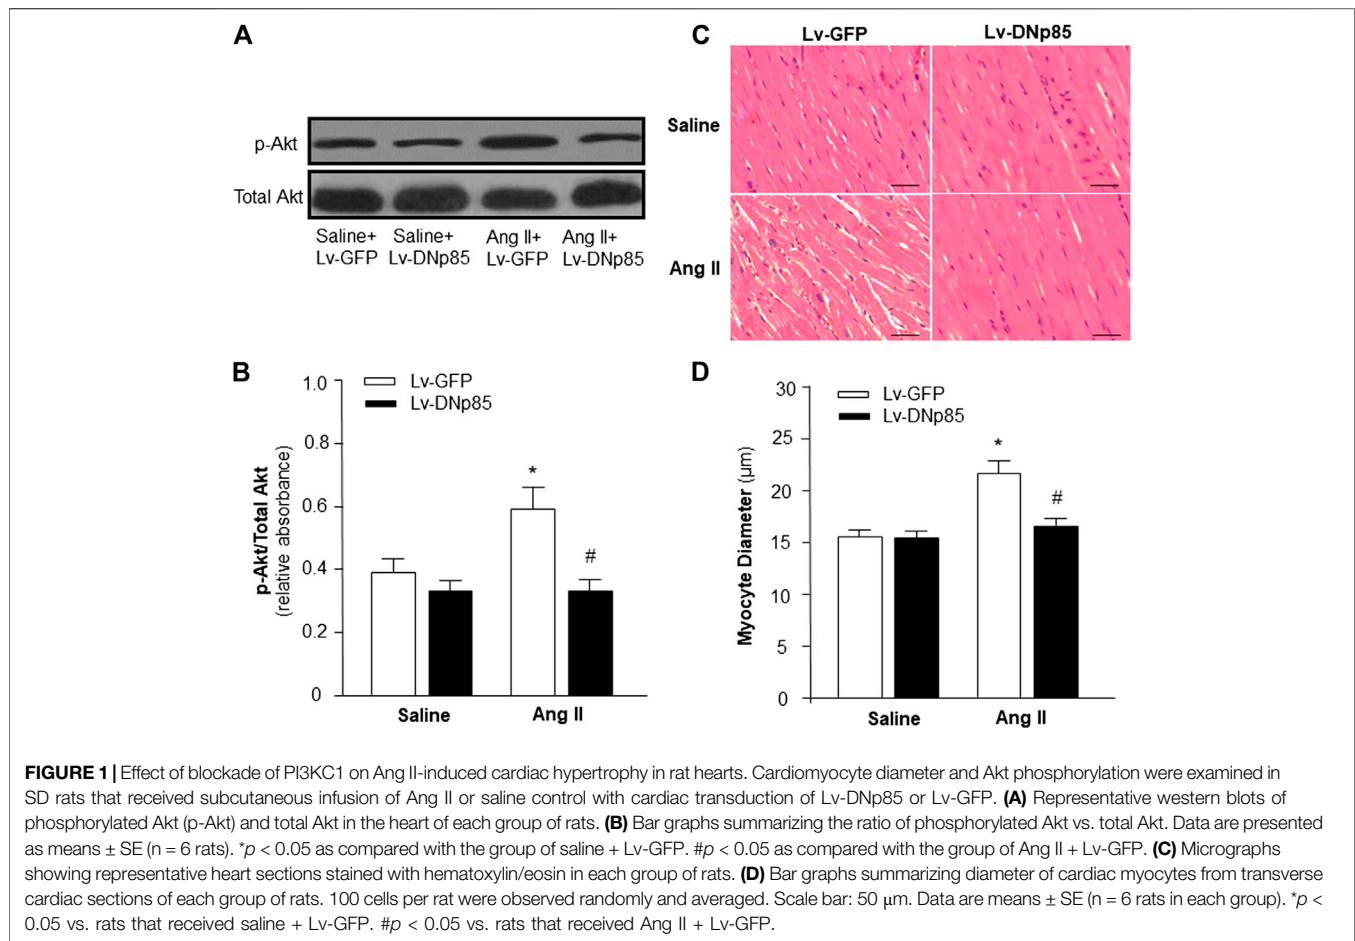 A
p-Akt
Total Akt
Saline+ Saline+ Ang II+ Ang II+
Lv-GFP Lv-DNp85 Lv-GFP Lv-DNp85
C
Lv-GFP Lv-DNp85
Saline
Ang II
B
Lv-GFP
Lv-DNp85
p-Akt/Total Akt
(relative absorbance)
1.0
0.8
0.6
0.4
0.2
0
*
#
Saline Ang II
D
Lv-GFP
Lv-DNp85
Myocyte Diameter (μm)
30
25
20
15
10
5
0
*
#
Saline Ang II
FIGURE 1 | Effect of blockade of PI3KC1 on Ang II-induced cardiac hypertrophy in rat hearts. Cardiomyocyte diameter and Akt phosphorylation were examined in
SD rats that received subcutaneous infusion of Ang II or saline control with cardiac transduction of Lv-DNp85 or Lv-GFP. (A) Representative western blots of
phosphorylated Akt (p-Akt) and total Akt in the heart of each group of rats. (B) Bar graphs summarizing the ratio of phosphorylated Akt vs. total Akt. Data are presented
as means ± SE (n = 6 rats). *p < 0.05 as compared with the group of saline + Lv-GFP. #p < 0.05 as compared with the group of Ang II + Lv-GFP. (C) Micrographs
showing representative heart sections stained with hematoxylin/eosin in each group of rats. (D) Bar graphs summarizing diameter of cardiac myocytes from transverse
cardiac sections of each group of rats. 100 cells per rat were observed randomly and averaged. Scale bar: 50 μm. Data are means ± SE (n = 6 rats in each group). *p <
0.05 vs. rats that received saline + Lv-GFP. #p < 0.05 vs. rats that received Ang II + Lv-GFP.